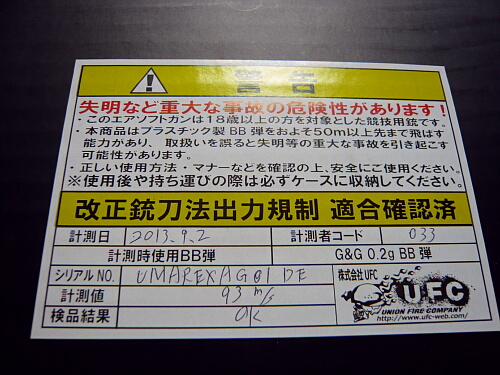 警告
失明など重大な事故の危険性があります!
・このエアソフトガンは18歳以上の方を対象とした競技用銃です。
・本商品はプラスチック製BB弾をおよそ50m以上先まで飛ばす
能力があり、取扱いを誤ると失明等の重大な事故を引き起こす
可能性があります。
・正しい使用方法・マナーなどを確認の上、安全にご使用ください。
※使用後や持ち運びの際は必ずケースに収納してください。
改正銃刀法出力規制 適合確認済
計測日 2013.9.2 計測者コード 033
計測時使用BB弾 G&G 0.2g BB弾
シリアルNO. UMAREXAG01DE 株式会社 UFC
計測値 93 m/s UFC
UNION FIRE COMPANY
検品結果 OK http://www.ufc-web.com/